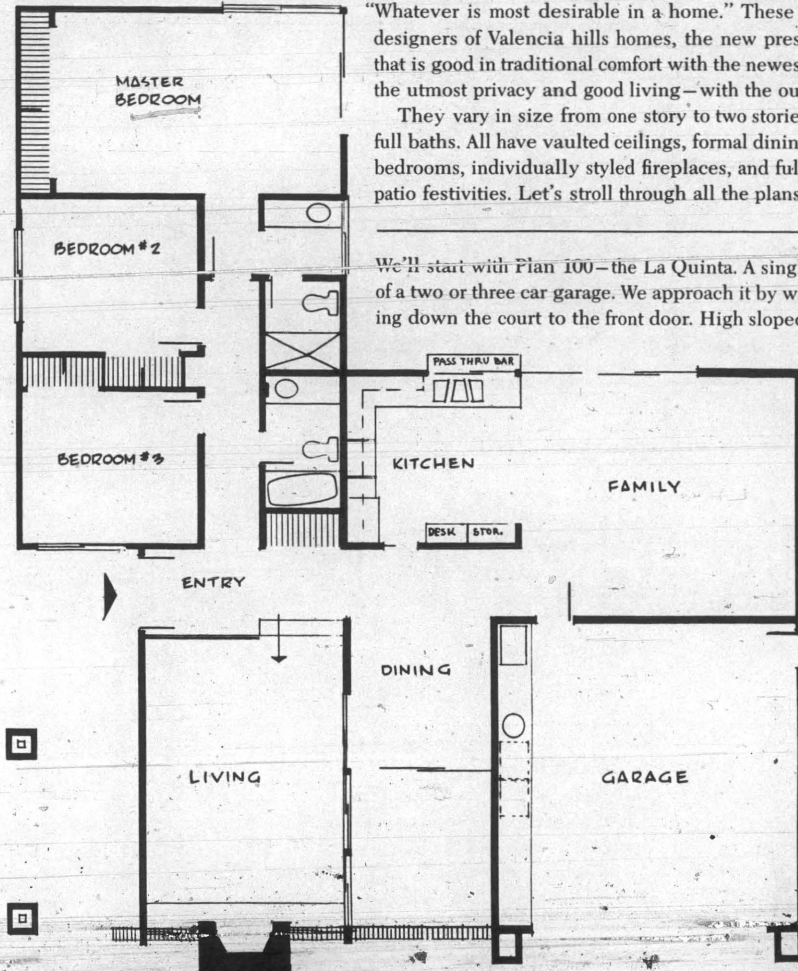 “Whatever is most desirable in a home.” These
designers of Valencia hills homes, the new pres
that is good in traditional comfort with the newes
the utmost privacy and good living—with the ou
They vary in size from one story to two storie
full baths. All have vaulted ceilings, formal dinin
bedrooms, individually styled fireplaces, and ful
patio festivities. Let’s stroll through all the plans
We’ll start with Plan 100—the La Quinta. A sing
of a two or three car garage. We approach it by w
ing down the court to the front door. High sloped
MASTER
BEDROOM
BEDROOM #2
BEDROOM #3
PASS THRU BAR
KITCHEN
FAMILY
DESK STOR.
ENTRY
DINING
LIVING
GARAGE